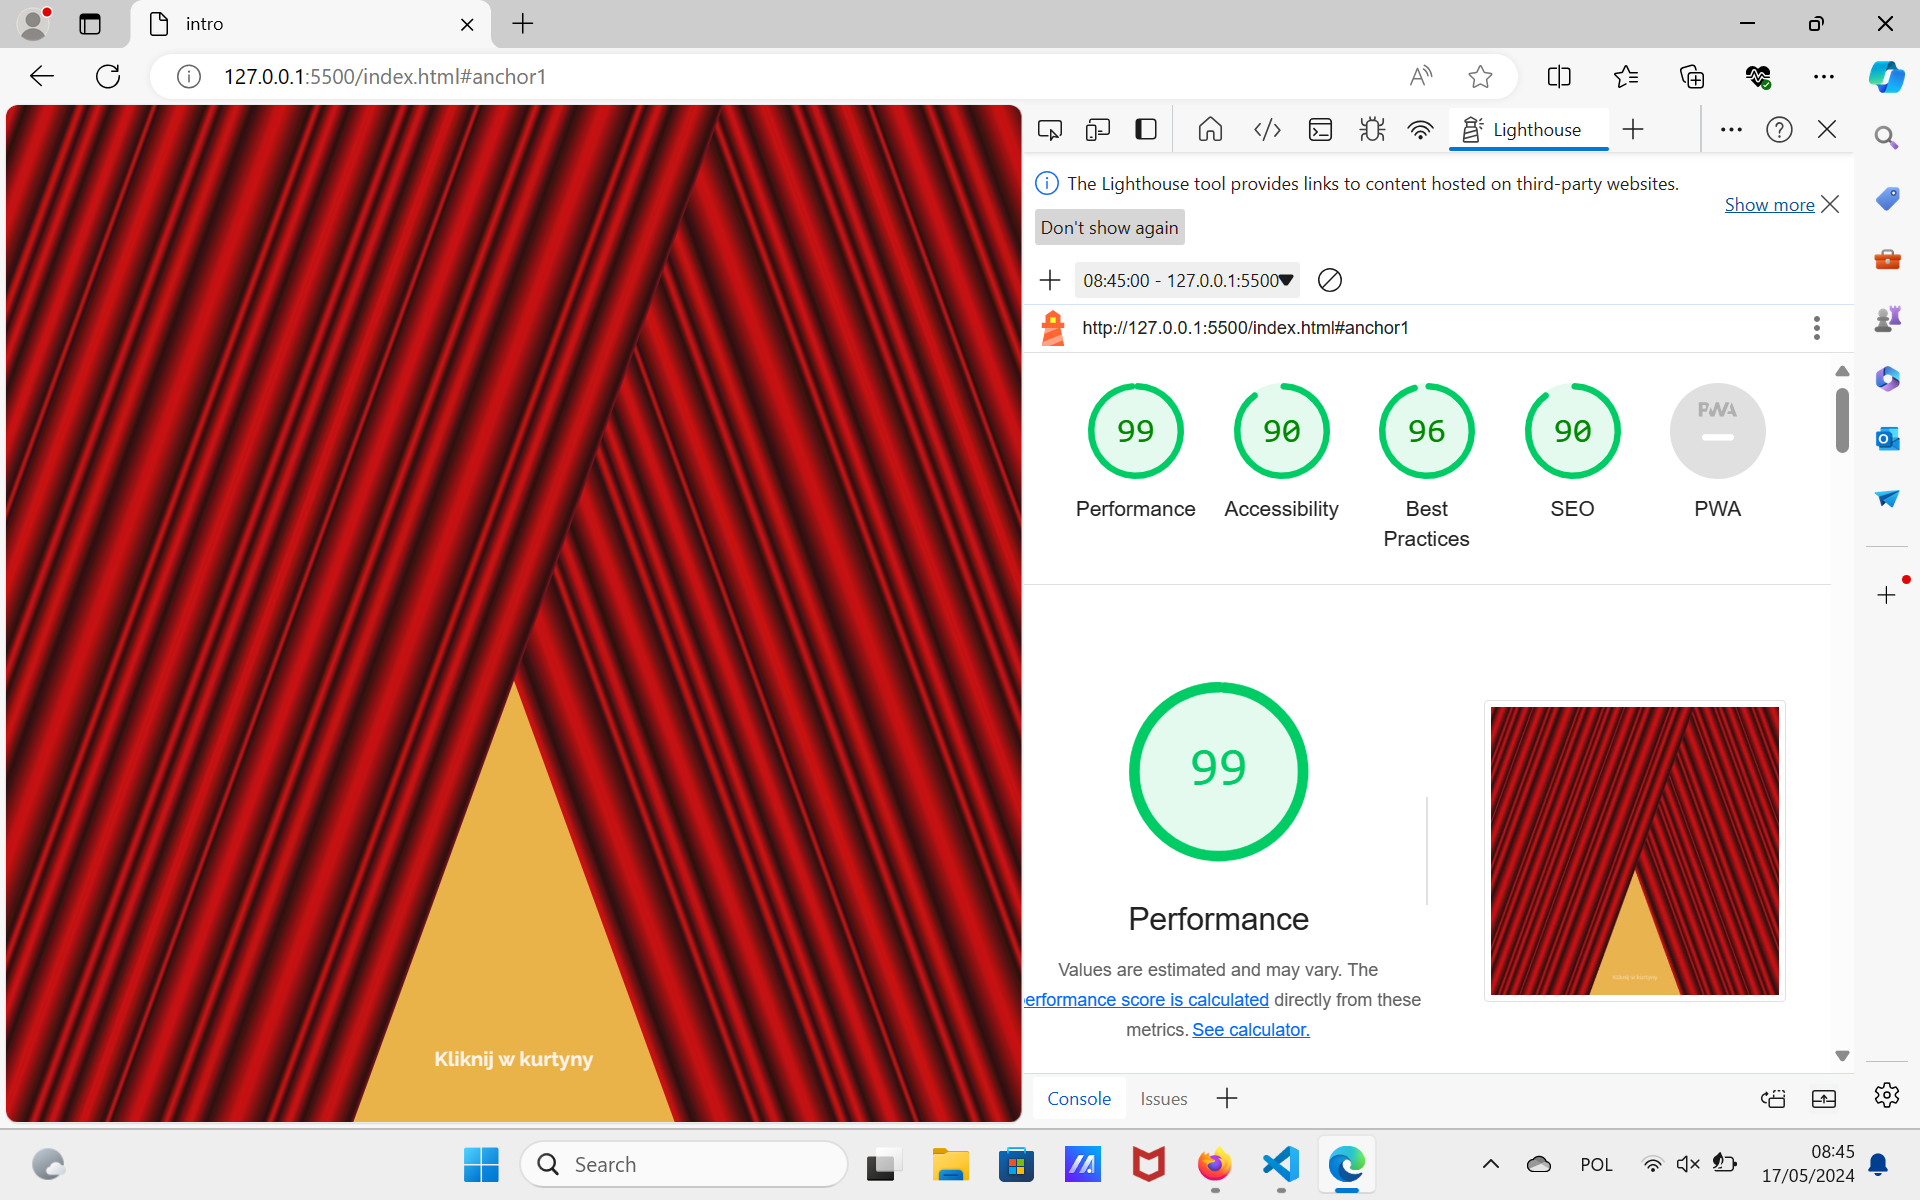 intro
127.0.0.1:5500/index.html#anchor1
Lighthouse
The Lighthouse tool provides links to content hosted on third-party websites.
Show more
Don't show again
08:45:00 - 127.0.0.1:5500
http://127.0.0.1:5500/index.html#anchor1
99
90
96
90
PWA
Performance
Accessibility
Best
Practices
SEO
PWA
99
Performance
Values are estimated and may vary. The
erformance score is calculated directly from these
metrics. See calculator.
Kliknij w kurtyny
Kliknij w kurtyny
Console
Issues
Search
POL
08:45
17/05/2024